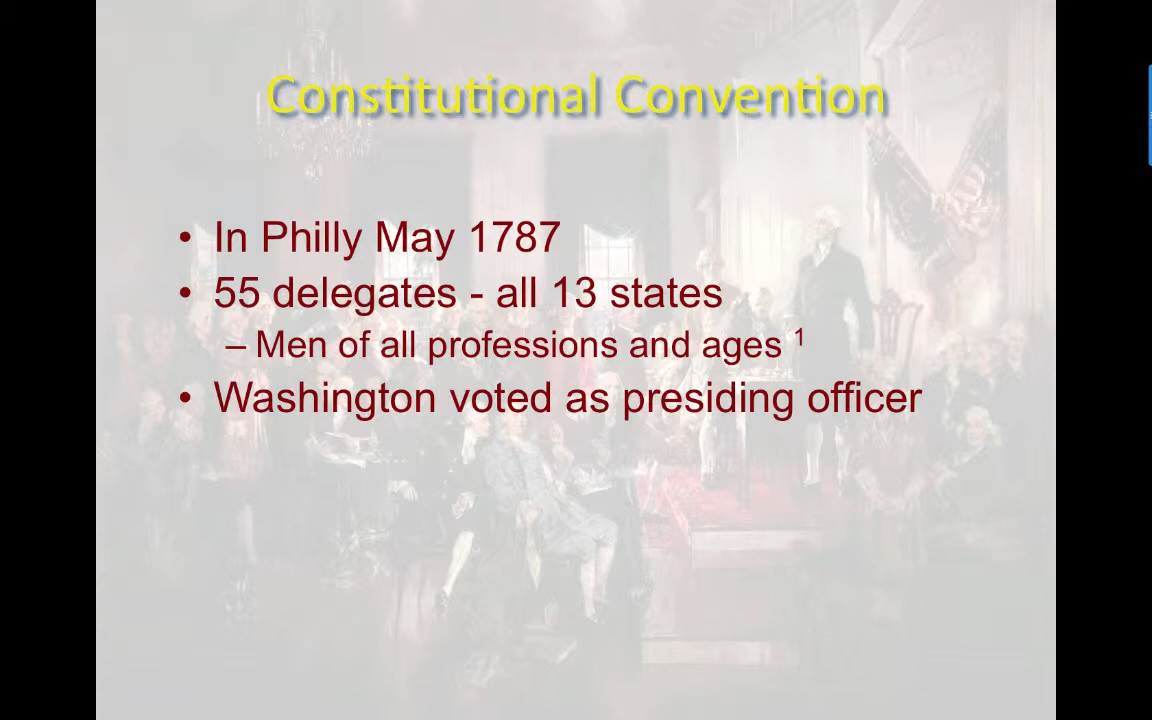 Constitutional Convention
• In Philly May 1787
• 55 delegates - all 13 states
– Men of all professions and ages ¹
• Washington voted as presiding officer